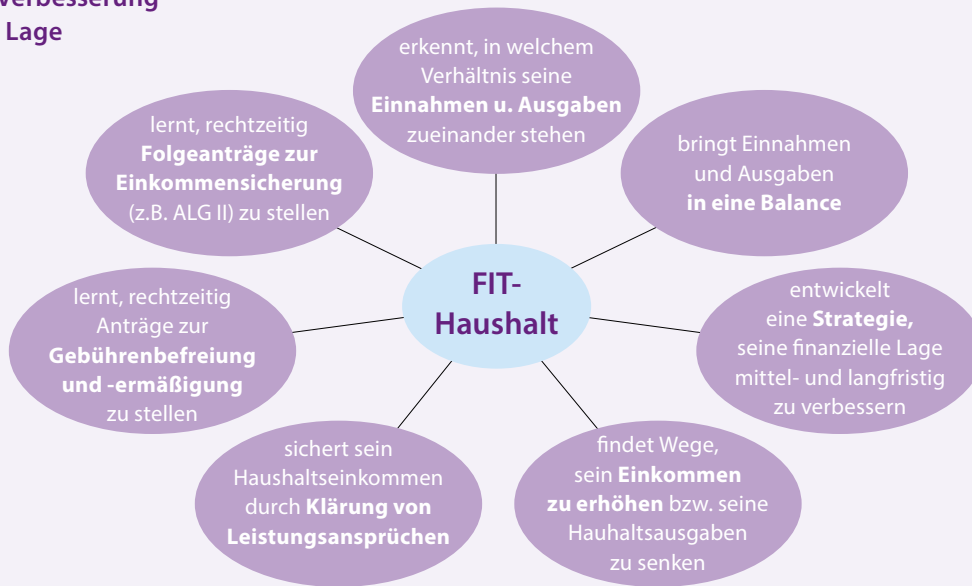 Verbesserung
Lage
erkennt, in welchem
Verhältnis seine
Einnahmen u. Ausgaben
zueinander stehen
bringt Einnahmen
und Ausgaben
in eine Balance
entwickelt
eine Strategie,
seine finanzielle Lage
mittel- und langfristig
zu verbessern
findet Wege,
sein Einkommen
zu erhöhen bzw. seine
Hauhaltsausgaben
zu senken
sichert sein
Haushaltseinkommen
durch Klärung von
Leistungsansprüchen
lernt, rechtzeitig
Anträge zur
Gebührenbefreiung
und -ermäßigung
zu stellen
lernt, rechtzeitig
Folgeanträge zur
Einkommensicherung
(z.B. ALG II) zu stellen
FIT-
Haushalt